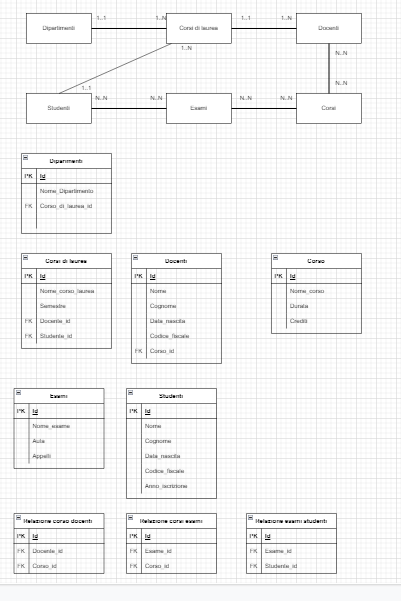 Dipartimenti
1..1
1..N
Corsi di laurea
1..1
1..N
Docenti
1..N
N..N
N..N
1..1
Studenti
N..N
N..N
Esami
N..N
N..N
Corsi
Dipartimenti
PK Id
Nome_Dipartimento
FK Corso_di_laurea_id
Corsi di laurea
PK Id
Nome_corso_laurea
Semestre
FK Docente_id
FK Studente_id
Docenti
PK Id
Nome
Cognome
Data_nascita
Codice_fiscale
FK Corso_id
Corso
PK Id
Nome_corso
Durata
Crediti
Esami
PK Id
Nome_esame
Aula
Appelli
Studenti
PK Id
Nome
Cognome
Data_nascita
Codice_fiscale
Anno_iscrizione
Relazione corso docenti
PK Id
FK Docente_id
FK Corso_id
Relazione corsi esami
PK Id
FK Esame_id
FK Corso_id
Relazione esami studenti
PK Id
FK Esame_id
FK Studente_id